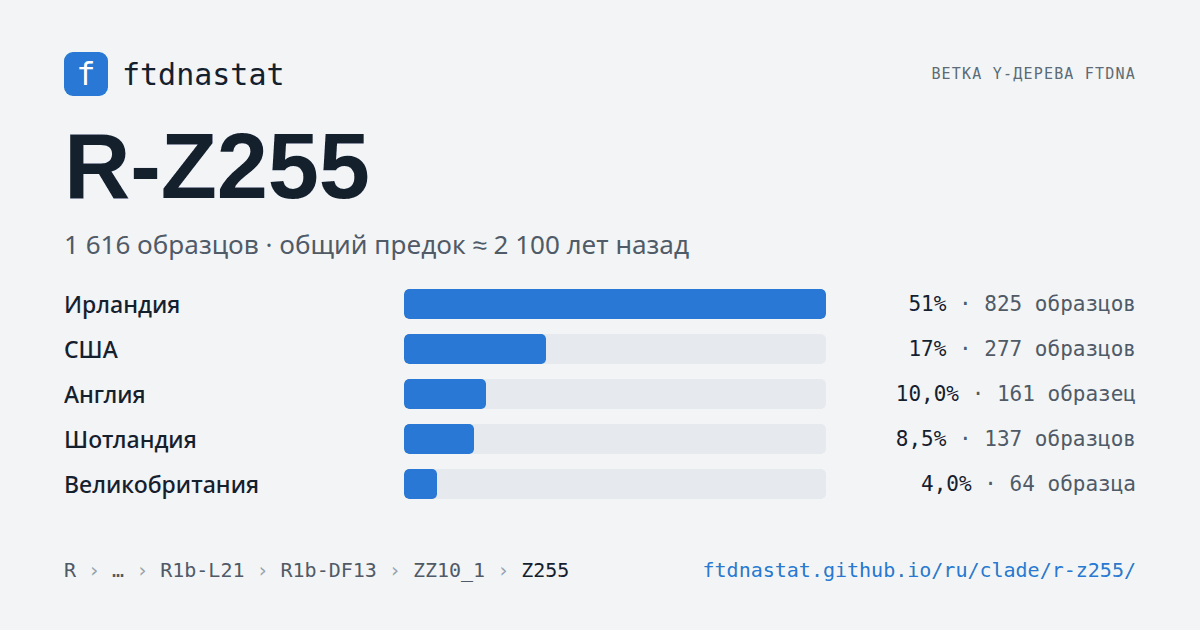 f ftdnastat
ВЕТКА Y-ДЕРЕВА FTDNA
R-Z255
1 616 образцов · общий предок ≈ 2 100 лет назад
Ирландия 51% · 825 образцов
США 17% · 277 образцов
Англия 10,0% · 161 образец
Шотландия 8,5% · 137 образцов
Великобритания 4,0% · 64 образца
R › … › R1b-L21 › R1b-DF13 › ZZ10_1 › Z255
ftdnastat.github.io/ru/clade/r-z255/